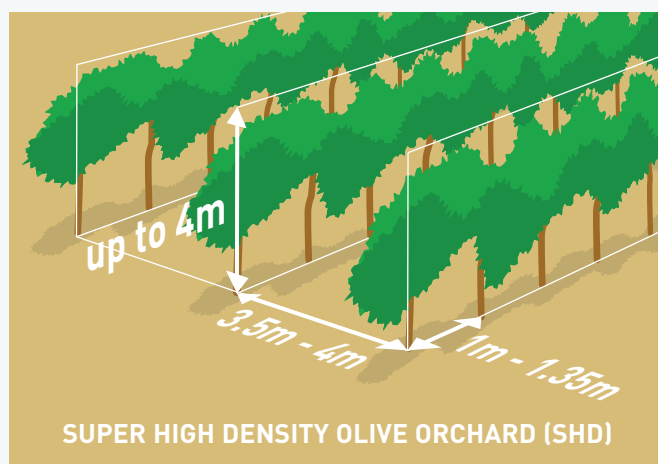 up to 4m
3.5m - 4m
1m - 1.35m
SUPER HIGH DENSITY OLIVE ORCHARD (SHD)